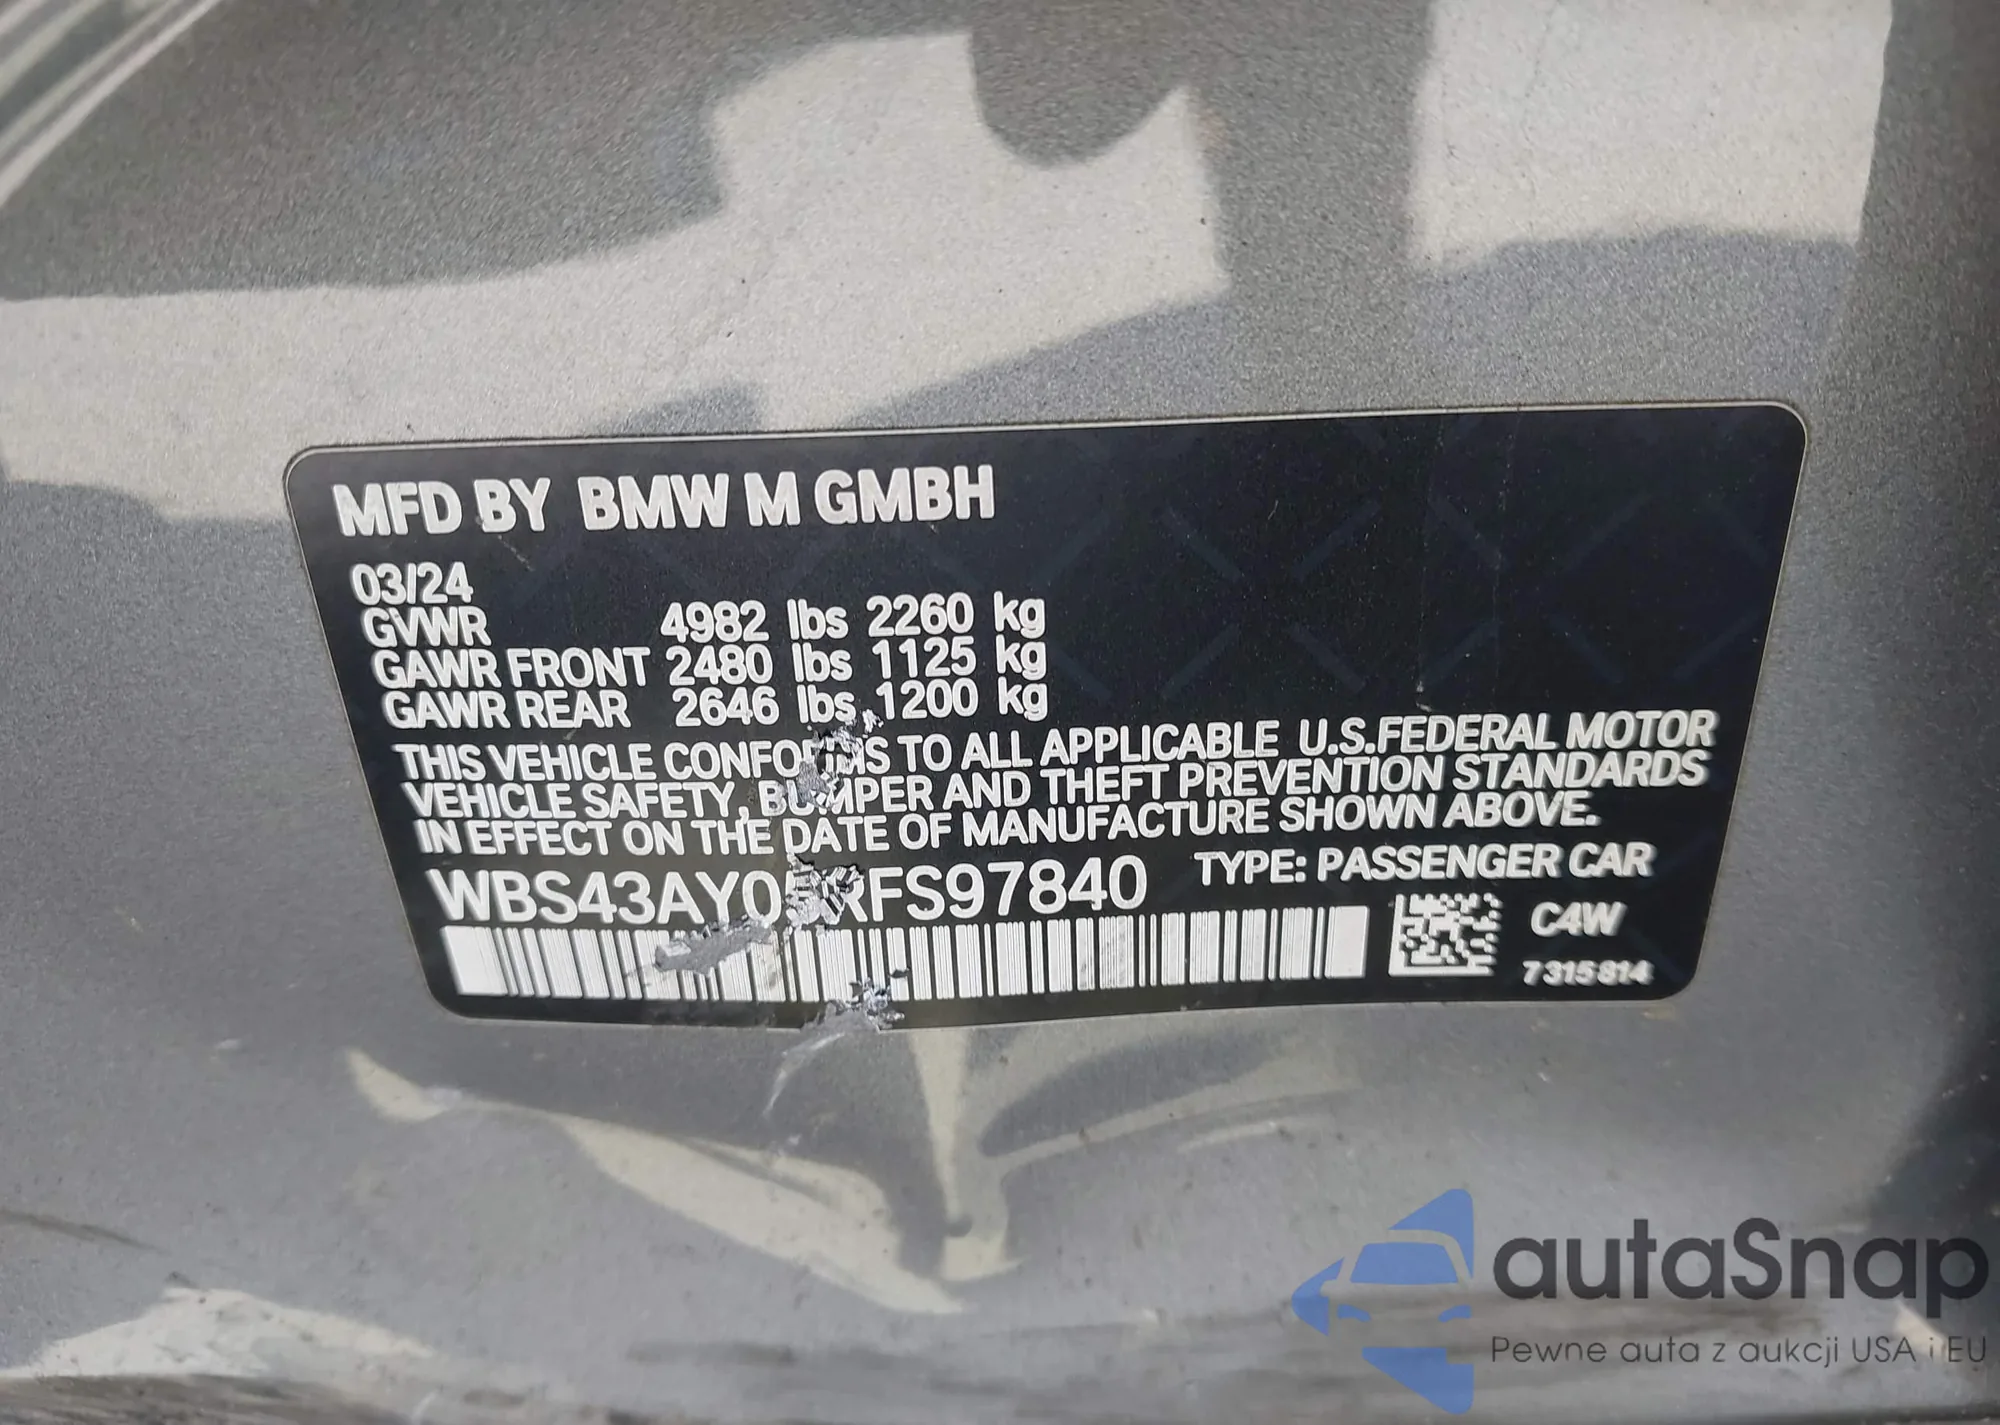 MFD BY BMW M GMBH
03/24
GVWR 4982 lbs 2260 kg
GAWR FRONT 2480 lbs 1125 kg
GAWR REAR 2646 lbs 1200 kg
THIS VEHICLE CONFORMS TO ALL APPLICABLE U.S.FEDERAL MOTOR
VEHICLE SAFETY, BUMPER AND THEFT PREVENTION STANDARDS
IN EFFECT ON THE DATE OF MANUFACTURE SHOWN ABOVE.
WBS43AY05RFS97840 TYPE: PASSENGER CAR
C4W
7315814
autaSnap
Pewne auta z aukcji USA i EU